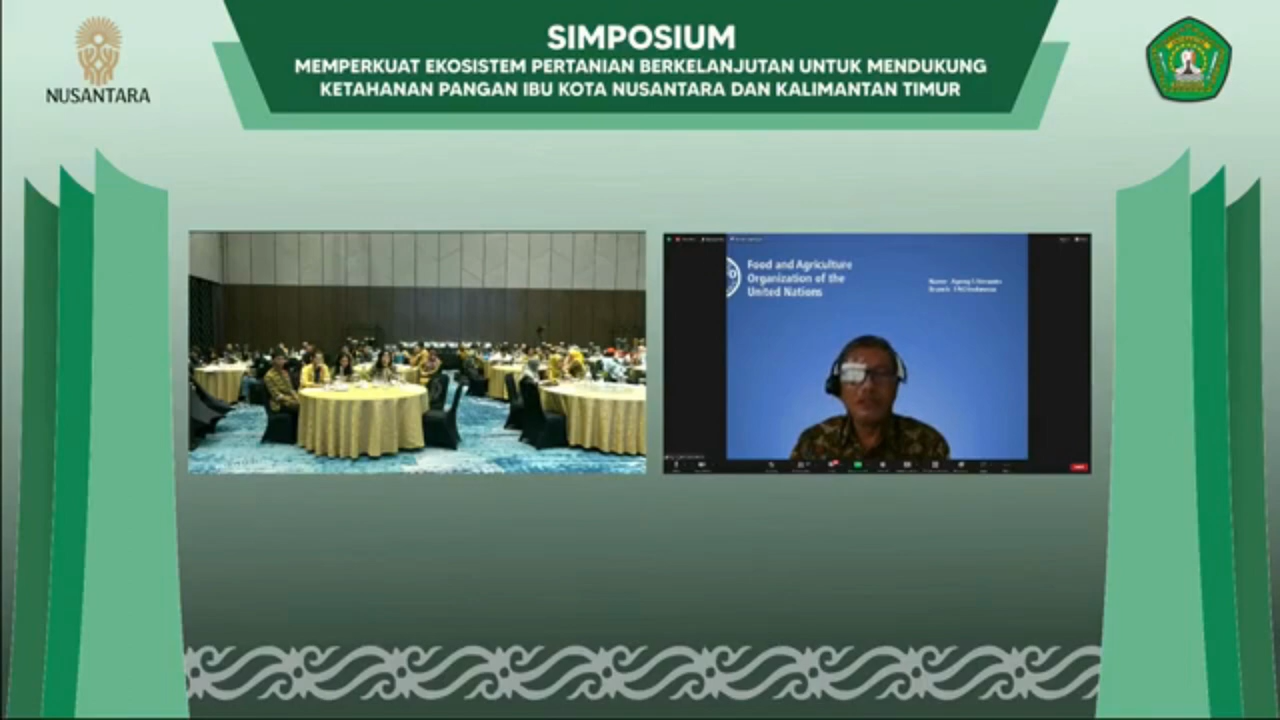 NUSANTARA
SIMPOSIUM
MEMPERKUAT EKOSISTEM PERTANIAN BERKELANJUTAN UNTUK MENDUKUNG
KETAHANAN PANGAN IBU KOTA NUSANTARA DAN KALIMANTAN TIMUR
Food and Agriculture
Organization of the
United Nations